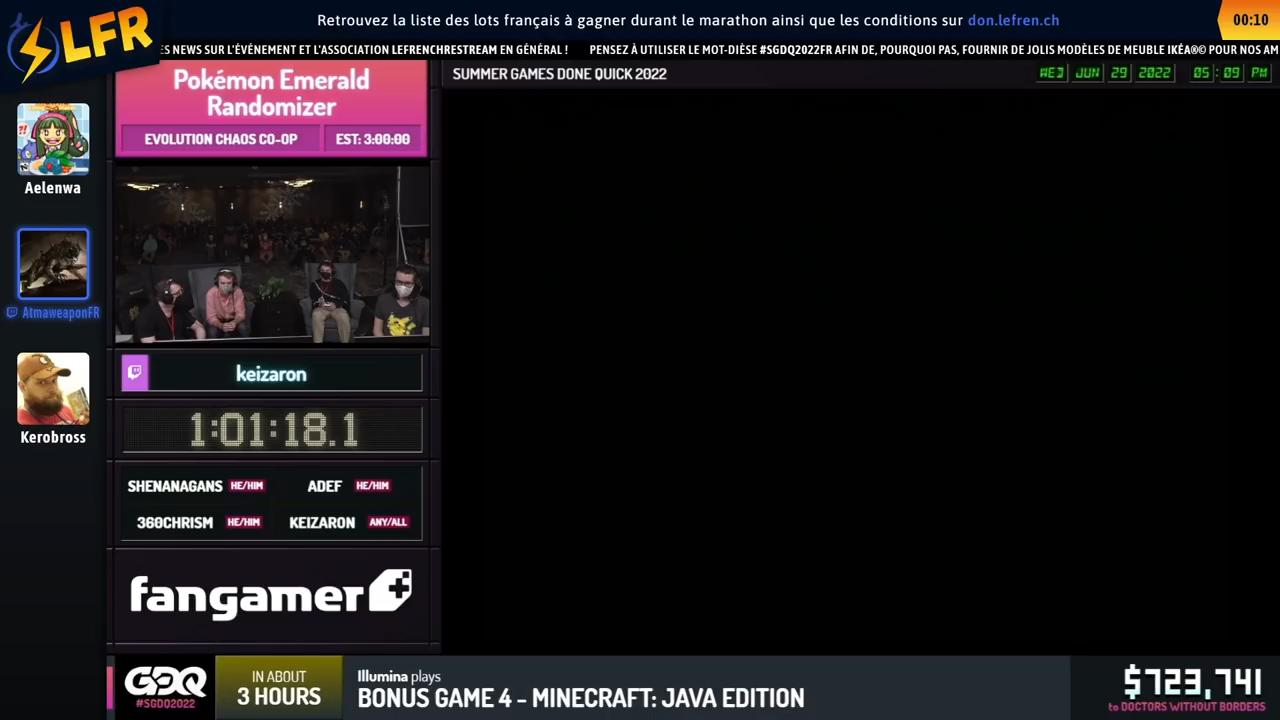 LFR
Retrouvez la liste des lots français à gagner durant le marathon ainsi que les conditions sur don.lefren.ch
00:10
ES NEWS SUR L'ÉVÉNEMENT ET L'ASSOCIATION LEFRENCHRESTREAM EN GÉNÉRAL ! PENSEZ À UTILISER LE MOT-DIÈSE #SGDQ2022FR AFIN DE, POURQUOI PAS, FOURNIR DE JOLIS MODÈLES DE MEUBLE IKÉA®© POUR NOS AM
Pokémon Emerald
Randomizer
EVOLUTION CHAOS CO-OP
EST: 3:00:00
SUMMER GAMES DONE QUICK 2022
WED JUN 29 2022 05:09 PM
Aelenwa
AtmaweaponFR
Kerobross
keizaron
1:01:18.1
SHENANAGANS HE/HIM
ADEF HE/HIM
360CHRISM HE/HIM
KEIZARON ANY/ALL
fangamer
GDQ
#SGDQ2022
IN ABOUT
3 HOURS
Illumina plays
BONUS GAME 4 - MINECRAFT: JAVA EDITION
$723,741
to DOCTORS WITHOUT BORDERS